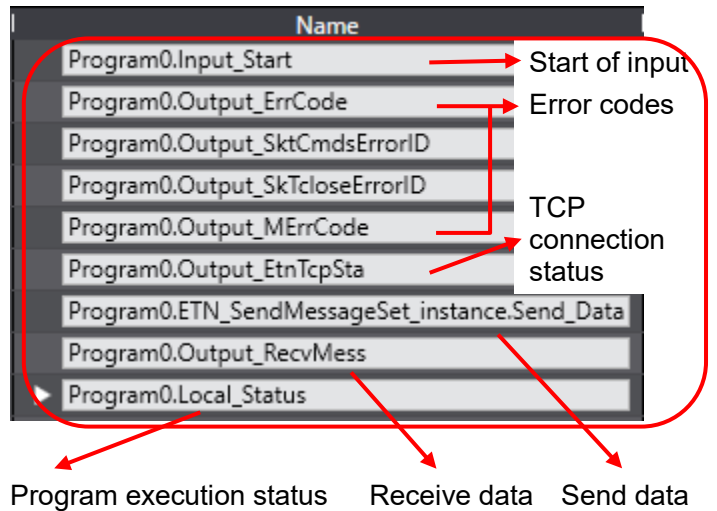 Name
Program0.Input_Start
Start of input
Program0.Output_ErrCode
Error codes
Program0.Output_SktCmdsErrorID
Program0.Output_SkTcloseErrorID
Program0.Output_MErrCode
TCP
connection
status
Program0.Output_EtnTcpSta
Program0.ETN_SendMessageSet_instance.Send_Data
Program0.Output_RecvMess
Program0.Local_Status
Program execution status
Receive data
Send data